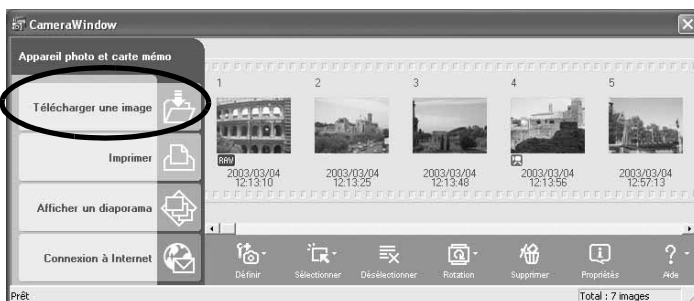 CameraWindow
Appareil photo et carte mémo
Télécharger une image
Imprimer
Afficher un diaporama
Connexion à Internet
1 2 3 4 5
RAW
2003/03/04 2003/03/04 2003/03/04 2003/03/04 2003/03/04
12:13:10 12:13:25 12:13:48 12:13:56 12:57:13
Définir Sélectionner Désélectionner Rotation Supprimer Propriétés Aide
Prêt Total : 7 images